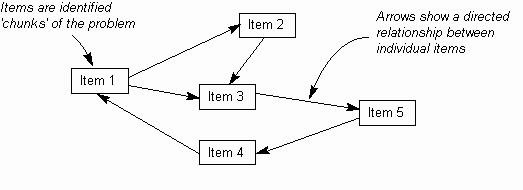 Items are identified
'chunks' of the problem
Item 2
Arrows show a directed
relationship between
individual items
Item 1
Item 3
Item 5
Item 4